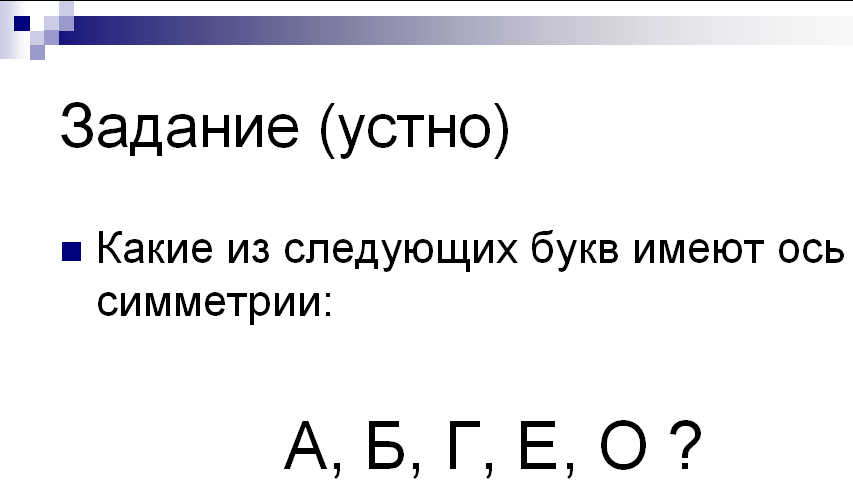 Задание (устно)
Какие из следующих букв имеют ось
симметрии:
А, Б, Г, Е, О ?